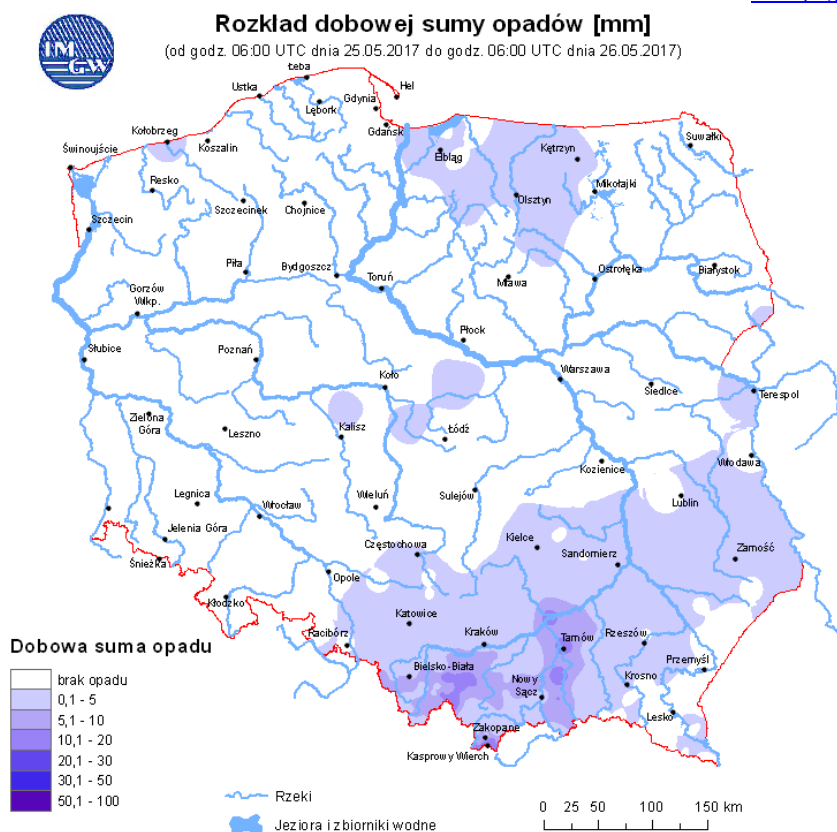 Rozkład dobowej sumy opadów [mm]
(od godz. 06:00 UTC dnia 25.05.2017 do godz. 06:00 UTC dnia 26.05.2017)
IM
GW
Łeba
Hel
Ustka
Gdynia
Lębork
Gdańsk
Kołobrzeg
Koszalin
Suwałki
Świnoujście
Elbląg
Kętrzyn
Resko
Mikołajki
Szczecinek
Chojnice
Olsztyn
Szczecin
Piła
Bydgoszcz
Toruń
Mława
Ostrołęka
Białystok
Gorzów
Wlkp.
Płock
Słubice
Poznań
Koło
Warszawa
Siedlce
Terespol
Zielona
Góra
Leszno
Kalisz
Łódź
Kozienice
Włodawa
Legnica
Wrocław
Wieluń
Sulejów
Lublin
Jelenia Góra
Śnieżka
Częstochowa
Kielce
Sandomierz
Zamość
Opole
Kłodzko
Katowice
Racibórz
Kraków
Tarnów
Rzeszów
Przemyśl
Bielsko-Biała
Nowy
Sącz
Krosno
Lesko
Zakopane
Kasprowy Wierch
Dobowa suma opadu
brak opadu
0,1 - 5
5,1 - 10
10,1 - 20
20,1 - 30
30,1 - 50
50,1 - 100
Rzeki
Jeziora i zbiorniki wodne
0 25 50 100 150 km